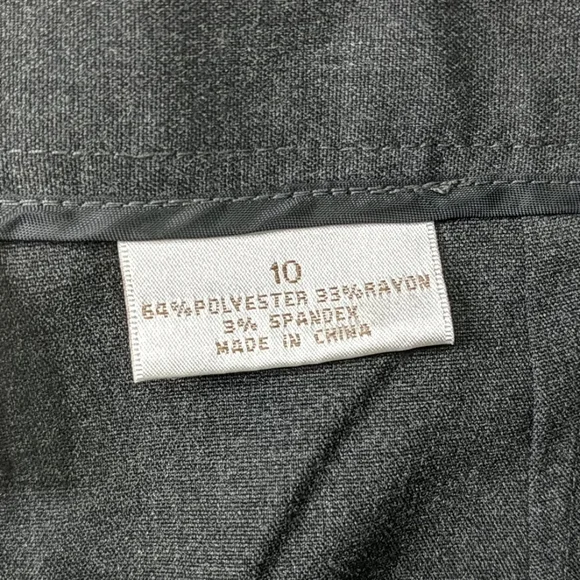 10
64%POLYESTER 33%RAYON
3% SPANDEX
MADE IN CHINA